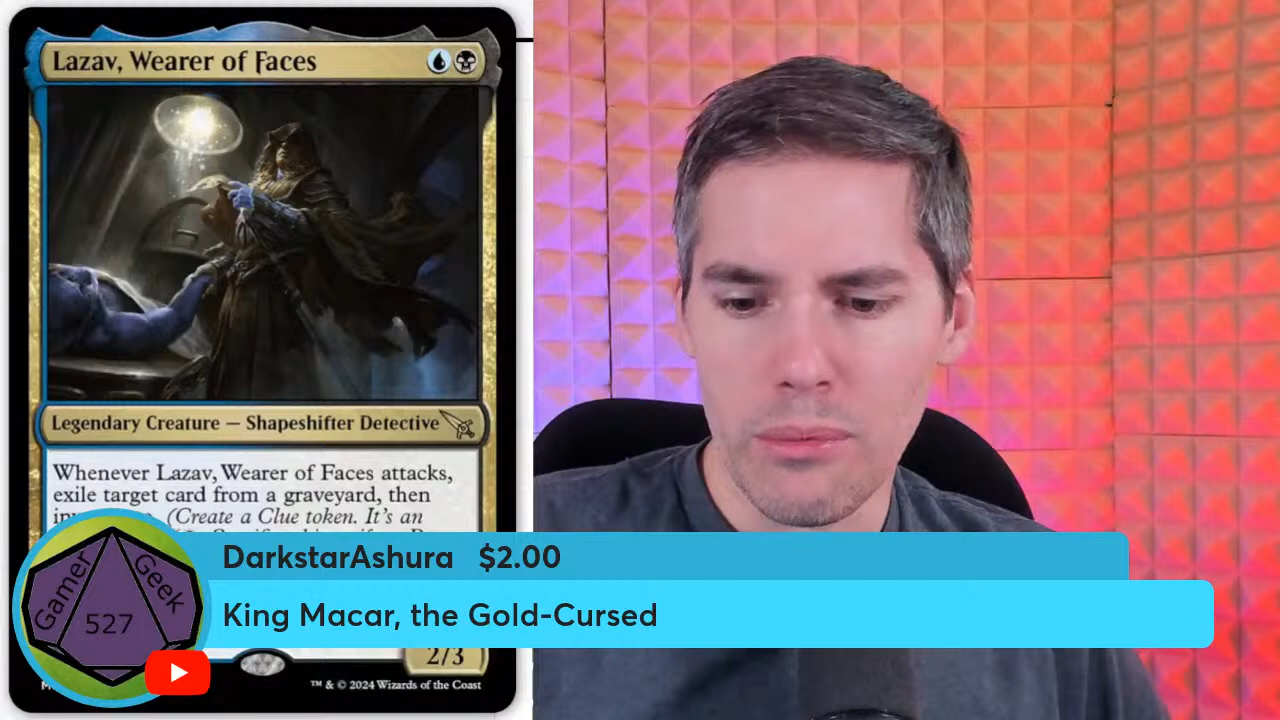 Lazav, Wearer of Faces
Legendary Creature — Shapeshifter Detective
Whenever Lazav, Wearer of Faces attacks,
exile target card from a graveyard, then
(Create a Clue token. It's an
Gamer Geek
527
DarkstarAshura $2.00
King Macar, the Gold-Cursed
2/3
™ & © 2024 Wizards of the Coast